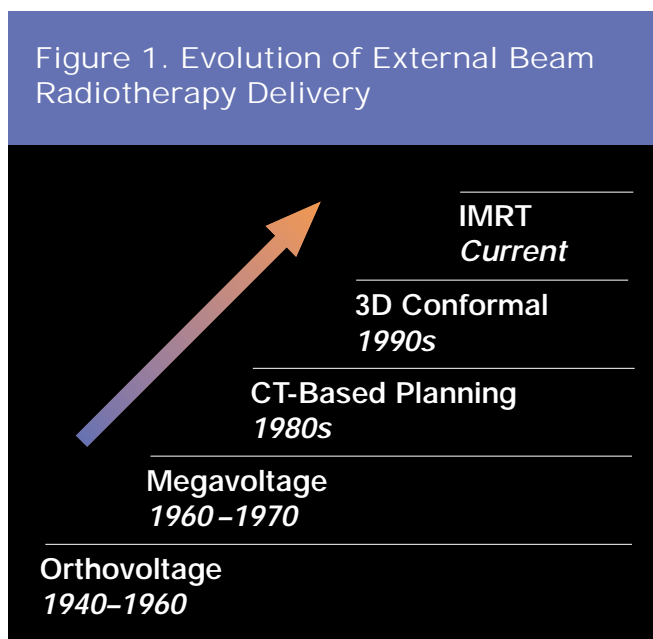 Figure 1. Evolution of External Beam
Radiotherapy Delivery
IMRT
Current
3D Conformal
1990s
CT-Based Planning
1980s
Megavoltage
1960–1970
Orthovoltage
1940–1960